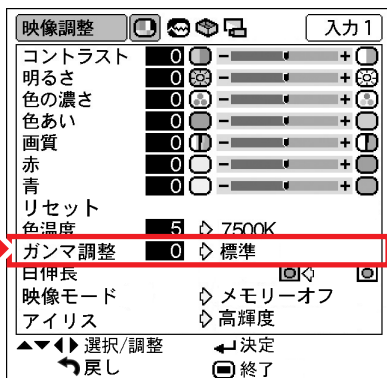 映像調整 入力1
コントラスト 0 − +
明るさ 0 − +
色の濃さ 0 − +
色あい 0 − +
画質 0 − +
赤 0 − +
青 0 − +
リセット
色温度 5 7500K
ガンマ調整 0 標準
白伸長
映像モード メモリーオフ
アイリス 高輝度
選択/調整 決定
戻し 終了